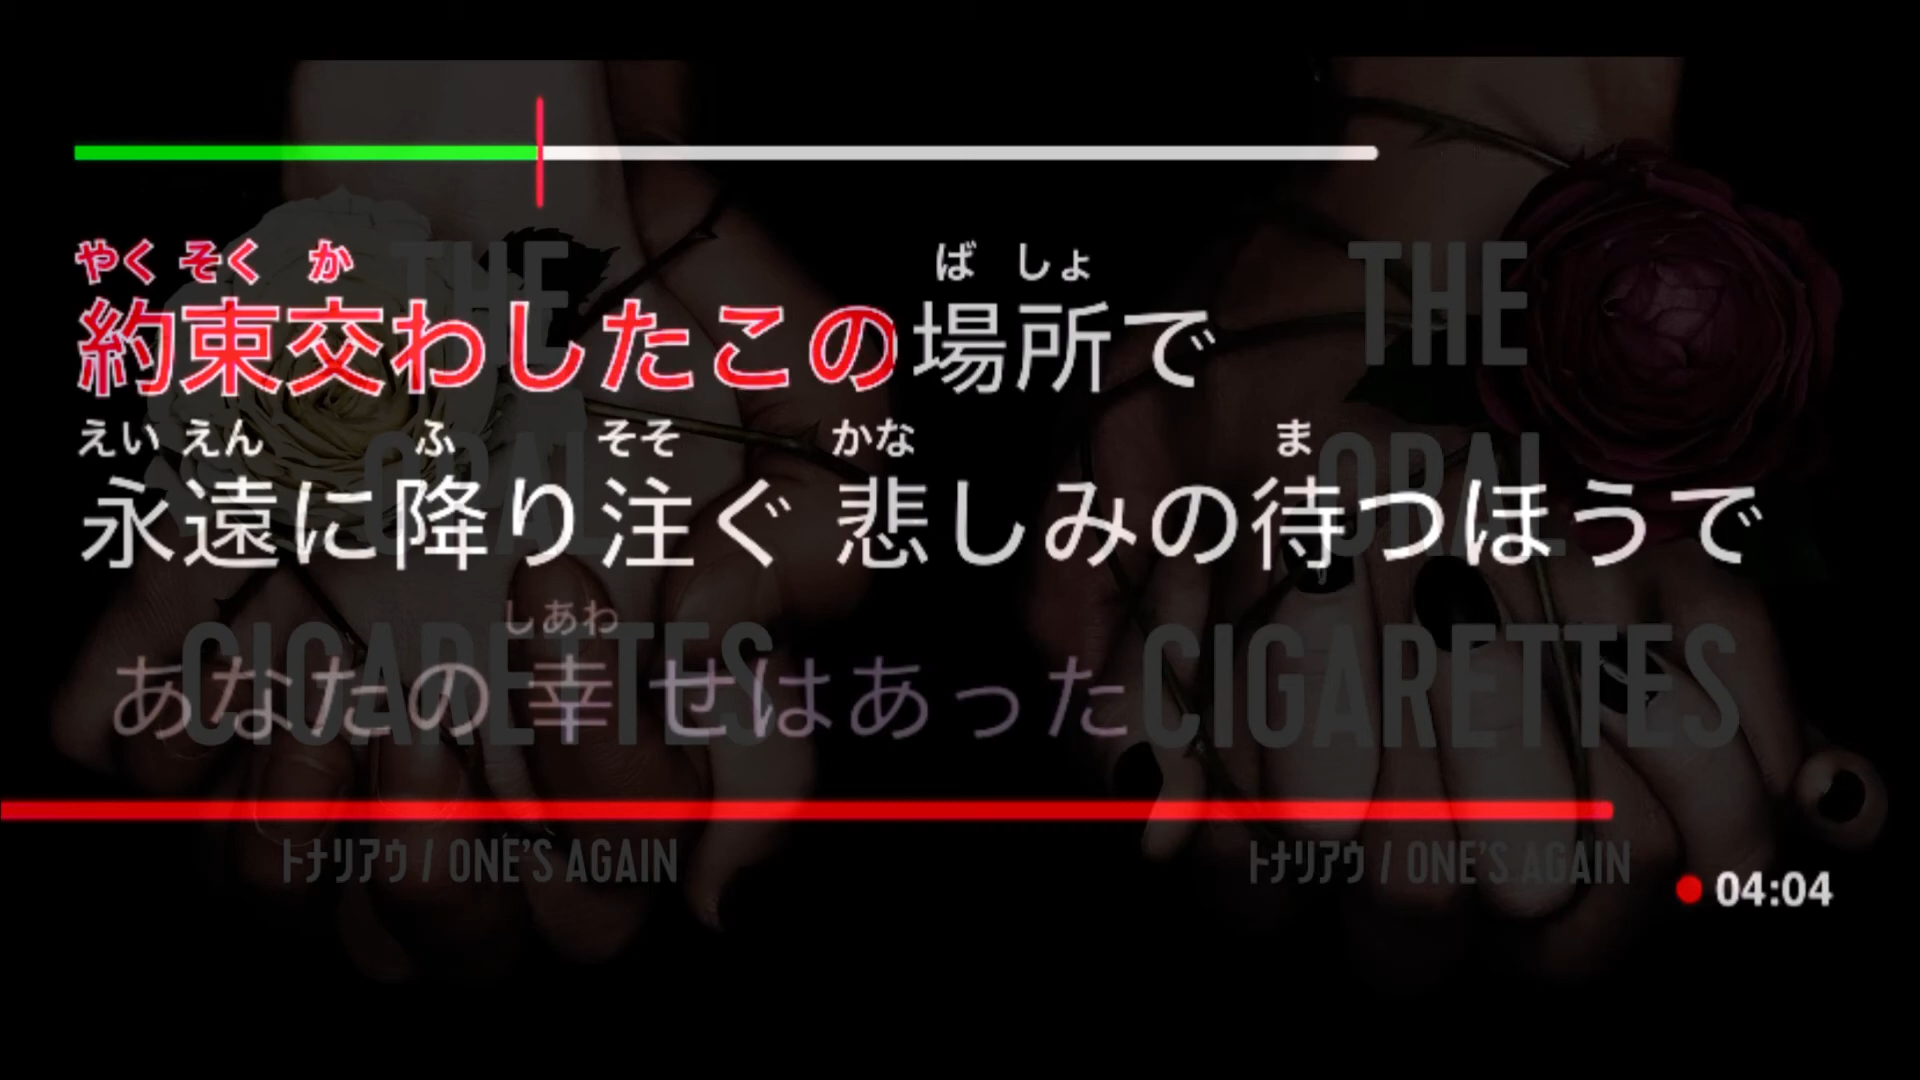 やく そく か ば しょ
約束交わしたこの場所で
えい えん ふ そそ かな ま
永遠に降り注ぐ 悲しみの待つほうで
しあわ
あなたの幸せはあった
THE
ORAL
CIGARETTES
トナリアウ / ONE'S AGAIN
THE
ORAL
CIGARETTES
トナリアウ / ONE'S AGAIN
04:04